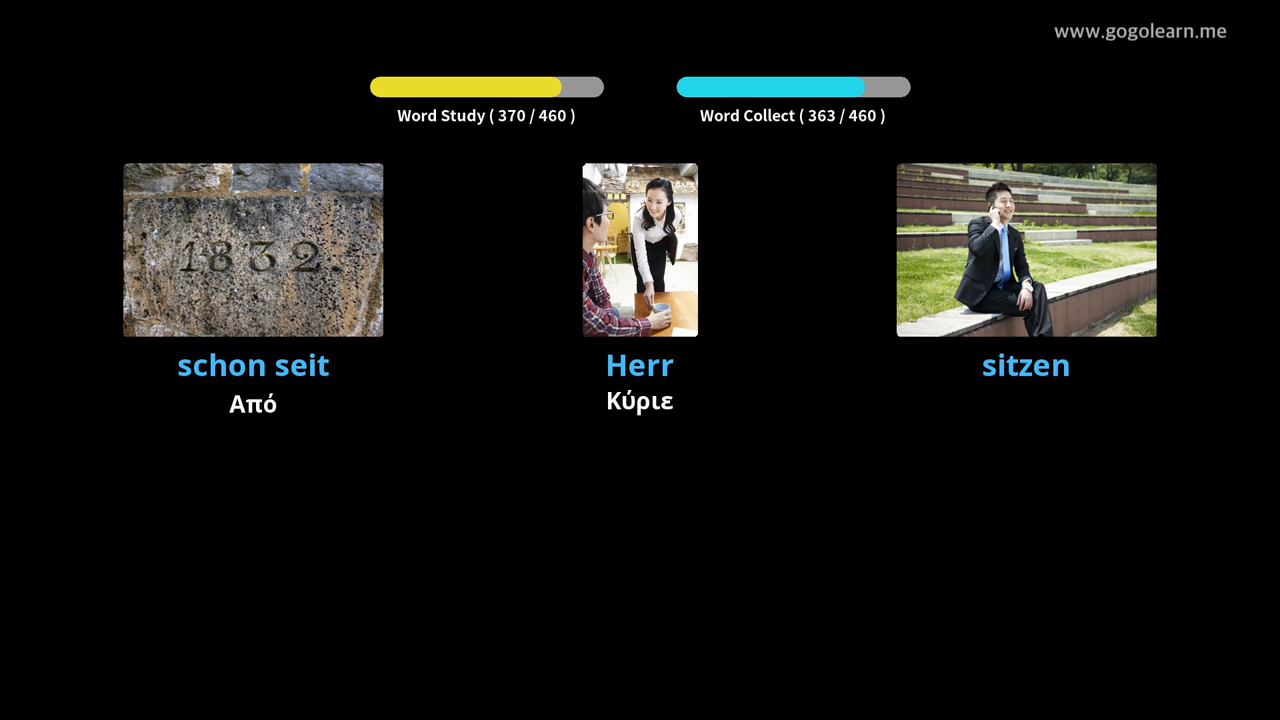 www.gogolearn.me
Word Study ( 370 / 460 )
Word Collect ( 363 / 460 )
1832.
schon seit
Από
Herr
Κύριε
sitzen